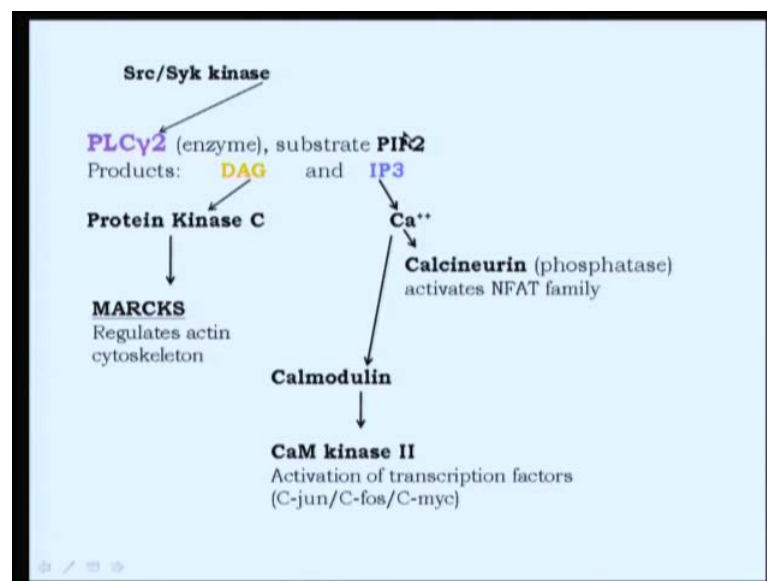 Src/Syk kinase
PLCγ2 (enzyme), substrate PIP2
Products: DAG and IP3
Protein Kinase C
Ca⁺⁺
Calcineurin (phosphatase)
activates NFAT family
MARCKS
Regulates actin
cytoskeleton
Calmodulin
CaM kinase II
Activation of transcription factors
(C-jun/C-fos/C-myc)